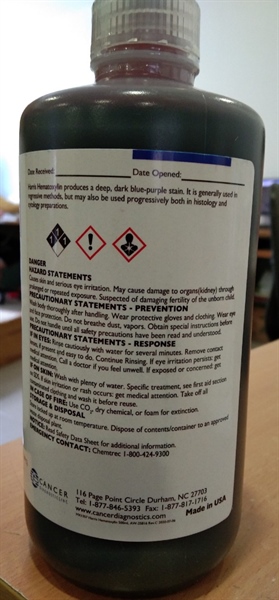 Date Received: Date Opened:
Harris Hematoxylin produces a deep, dark blue-purple stain. It is generally used in
regressive methods, but may also be used progressively both in histology and
cytology preparations.
DANGER
HAZARD STATEMENTS
Causes skin and serious eye irritation. May cause damage to organs(kidney) through
prolonged or repeated exposure. Suspected of damaging fertility of the unborn child.
PRECAUTIONARY STATEMENTS - PREVENTION
Wash body thoroughly after handling. Wear protective gloves and clothing. Wear eye
and face protection. Do not breathe dust, vapors. Obtain special instructions before
use. Do not handle until all safety precautions have been read and understood.
PRECAUTIONARY STATEMENTS - RESPONSE
IF IN EYES: Rinse cautiously with water for several minutes. Remove contact
lenses if present and easy to do. Continue Rinsing. If eye irritation persists: get
medical attention. Call a doctor if you feel unwell. If exposed or concerned: get
IF ON SKIN: Wash with plenty of water. Specific treatment, see first aid section
If skin irritation or rash occurs: get medical attention. Take off all
contaminated clothing and wash it before reuse.
IN CASE OF FIRE: Use CO2, dry chemical, or foam for extinction.
STORAGE & DISPOSAL
Store locked up at room temperature. Dispose of contents/container to an approved
disposal plant.
NOTICE: Read Safety Data Sheet for additional information.
EMERGENCY CONTACT: Chemtrec 1-800-424-9300
CANCER
DIAGNOSTICS, INC.
116 Page Point Circle Durham, NC 27703
Tel: 1-877-846-5393 Fax: 1-877-817-1716
www.cancerdiagnostics.com Made in USA